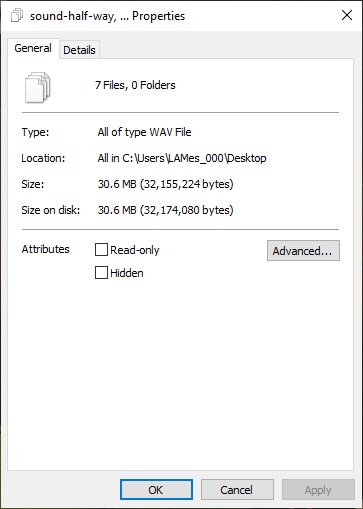 sound-half-way, ... Properties
General Details
7 Files, 0 Folders
Type: All of type WAV File
Location: All in C:\Users\LAMes_000\Desktop
Size: 30.6 MB (32,155,224 bytes)
Size on disk: 30.6 MB (32,174,080 bytes)
Attributes Read-only Advanced...
Hidden
OK Cancel Apply